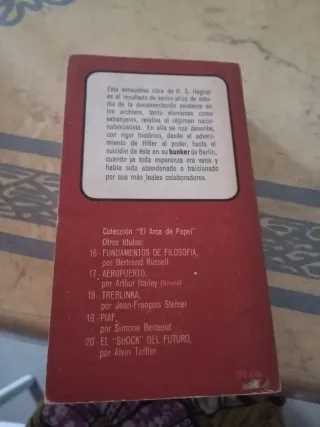 Esta exhaustiva obra de H. S. Hegner
es el resultado de varios años de estu-
dio de la documentación existente en
los archivos, tanto alemanes como
extranjeros, relativa al régimen nacio-
nalsocialista. En ella se nos describe,
con rigor histórico, desde el adveni-
miento de Hitler al poder, hasta el
suicidio de éste en su bunker de Berlín,
cuando ya toda esperanza era vana y
había sido abandonado o traicionado
por sus más leales colaboradores.
Colección "El Arca de Papel"
Otros títulos:
16- FUNDAMENTOS DE FILOSOFIA,
por Bertrand Russell
17- AEROPUERTO,
por Arthur Hailey
18- TREBLINKA,
por Jean-François Steiner
19- PIAF,
por Simone Berteaut
20- EL "SHOCK" DEL FUTURO,
por Alvin Toffler